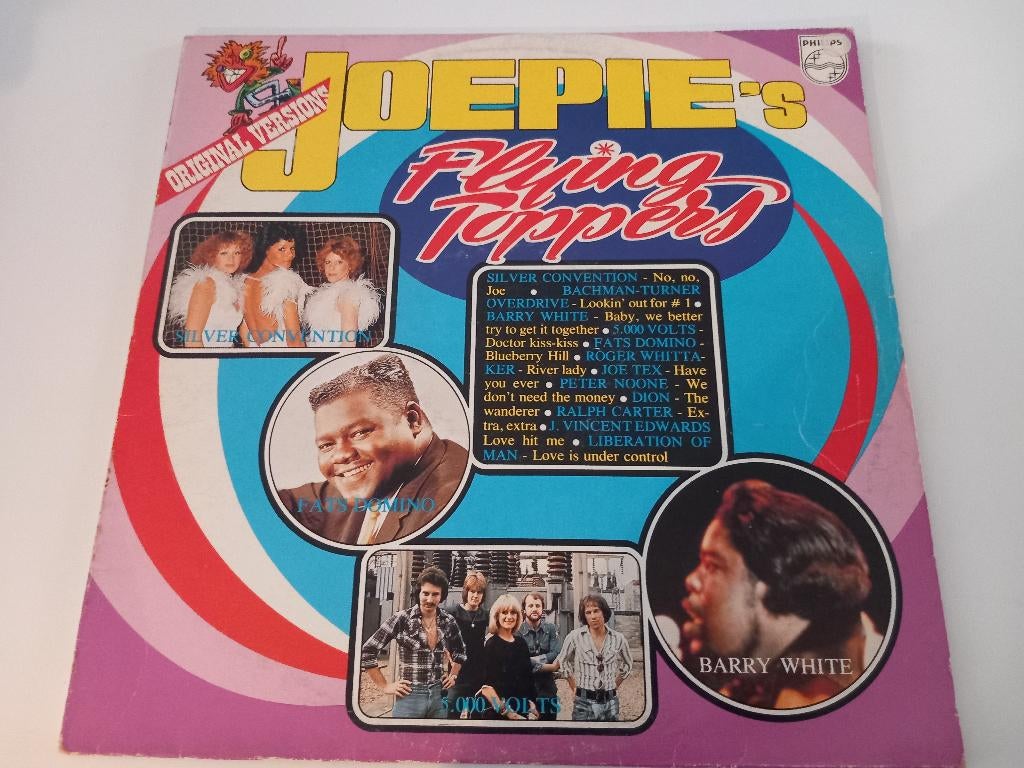 JOEPIE's
PHILIPS
ORIGINAL VERSIONS
Flying
Toppers
SILVER CONVENTION
SILVER CONVENTION - No, no,
Joe • BACHMAN-TURNER
OVERDRIVE - Lookin' out for # 1 •
BARRY WHITE - Baby, we better
try to get it together • 5.000 VOLTS -
Doctor kiss-kiss • FATS DOMINO -
Blueberry Hill • ROGER WHITTA-
KER - River lady • JOE TEX - Have
you ever • PETER NOONE - We
don't need the money • DION - The
wanderer • RALPH CARTER - Ex-
tra, extra • J. VINCENT EDWARDS
Love hit me • LIBERATION OF
MAN - Love is under control
FATS DOMINO
5.000 VOLTS
BARRY WHITE